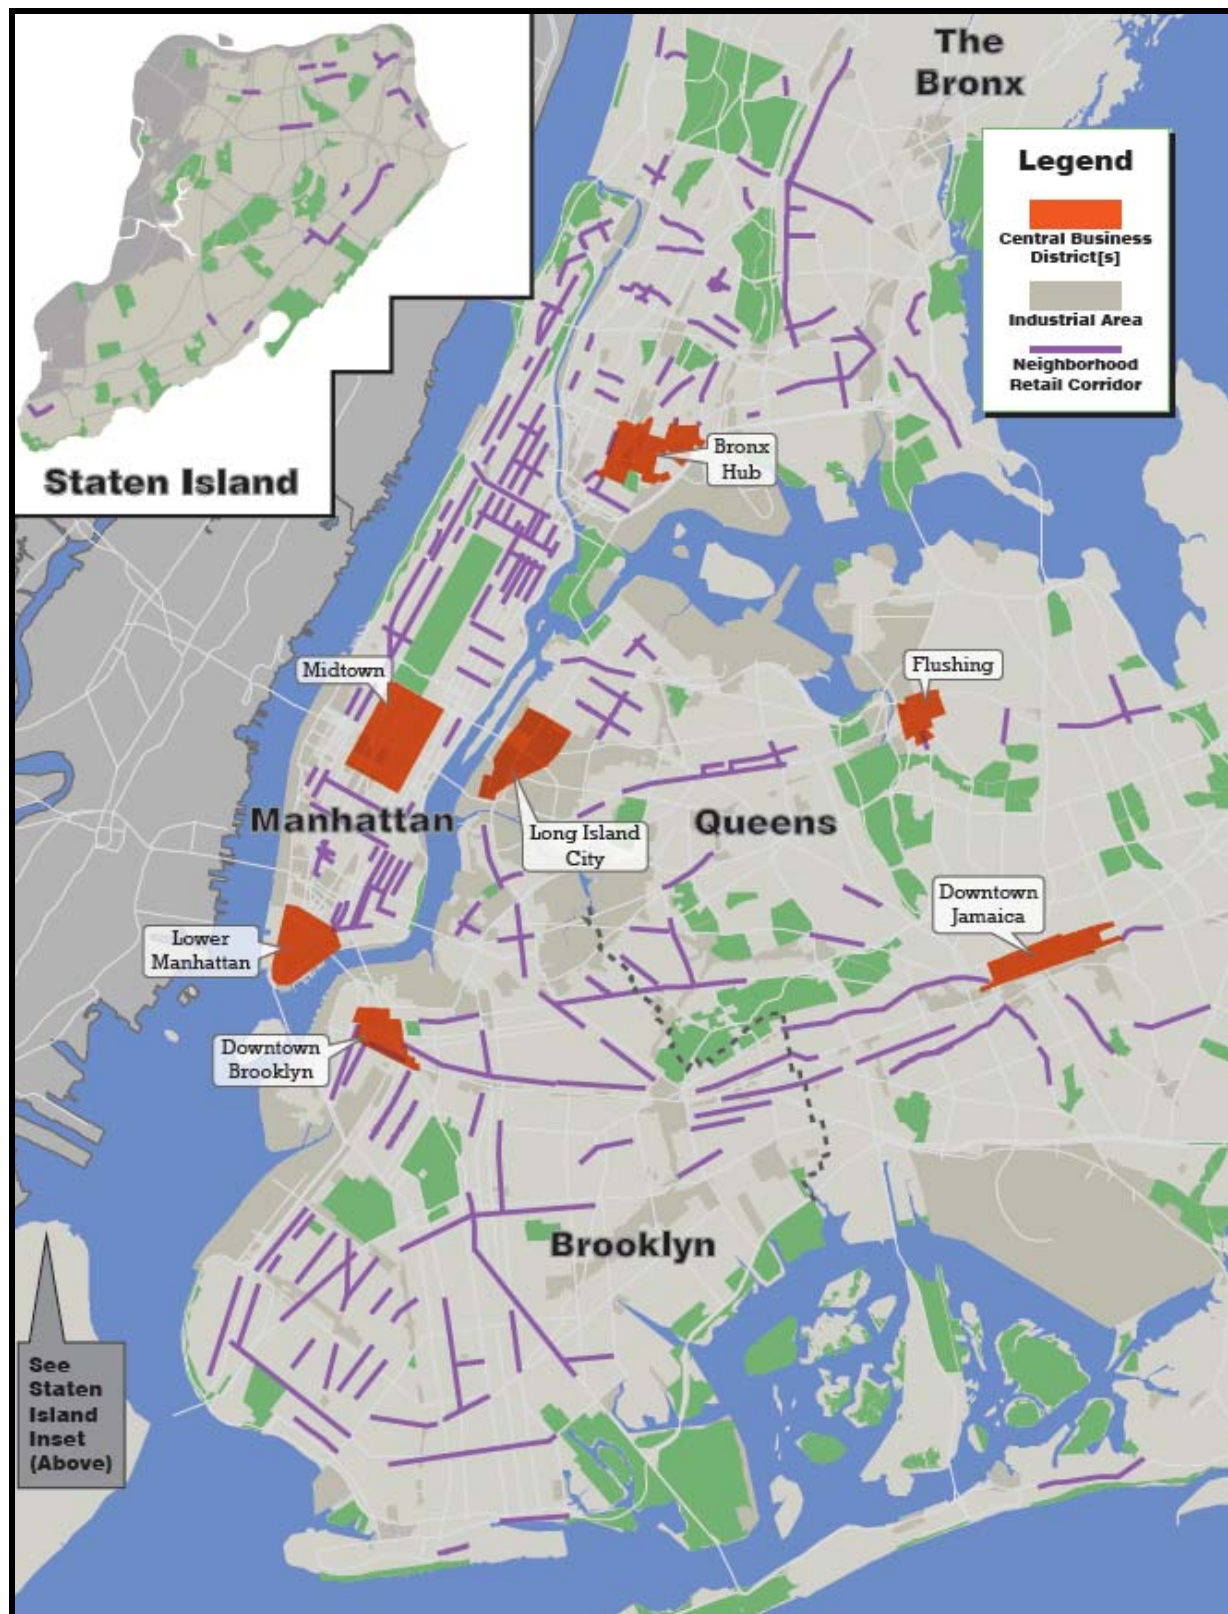 The
Bronx
Legend
Central Business
District[s]
Industrial Area
Neighborhood
Retail Corridor
Staten Island
Bronx
Hub
Midtown
Flushing
Manhattan
Long Island
City
Queens
Downtown
Jamaica
Lower
Manhattan
Downtown
Brooklyn
Brooklyn
See
Staten
Island
Inset
(Above)